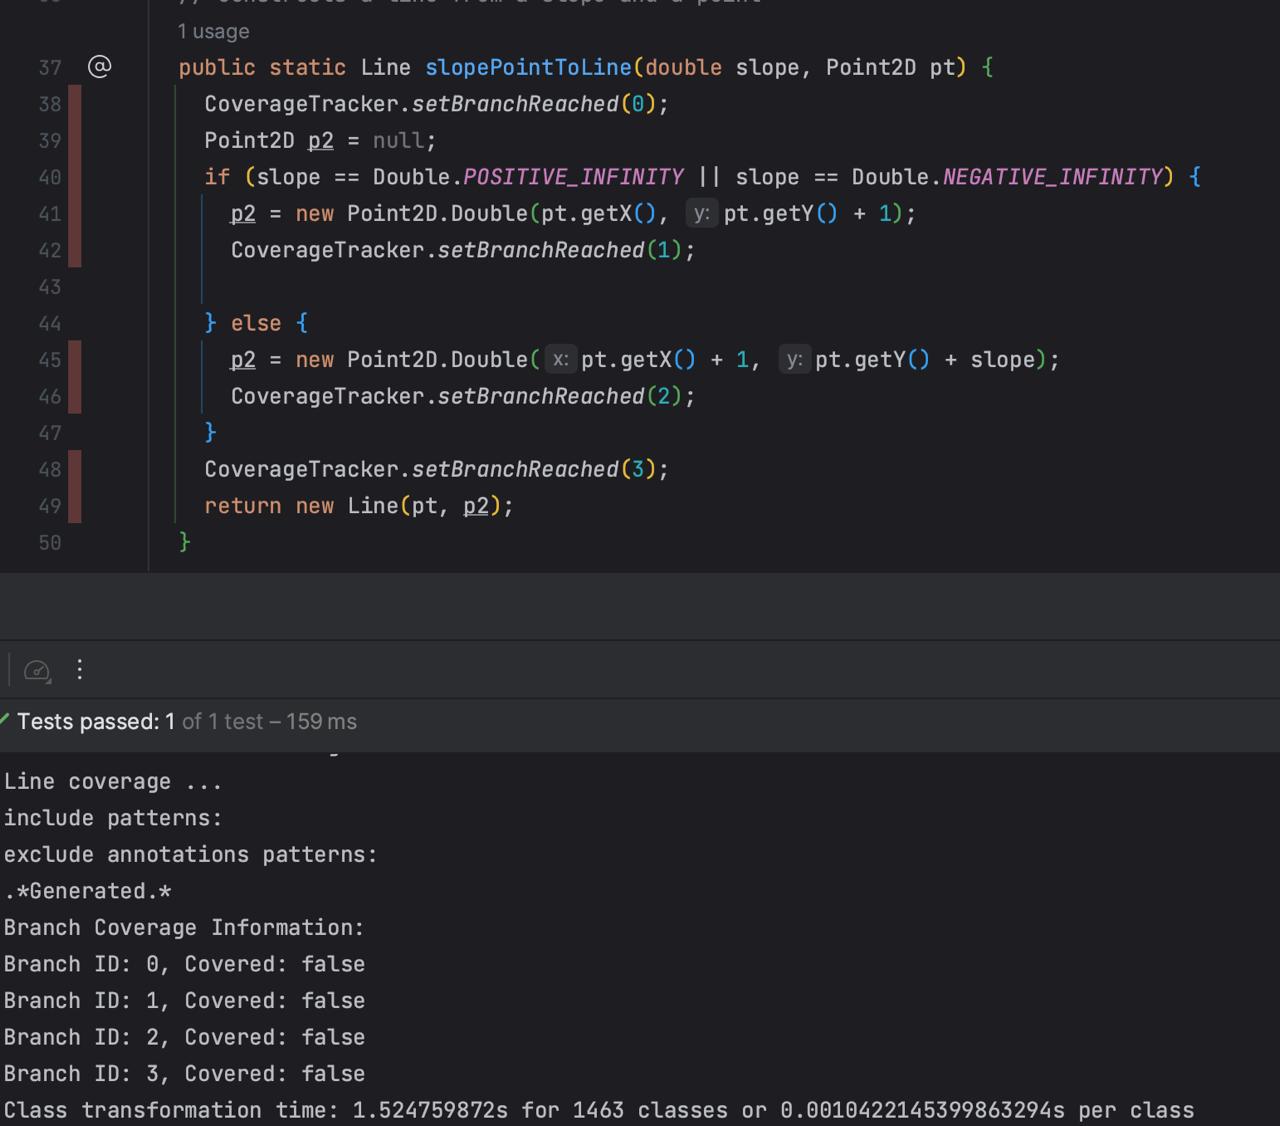 // Constructs a line from a slope and a point
1 usage
37 @ public static Line slopePointToLine(double slope, Point2D pt) {
38 CoverageTracker.setBranchReached(0);
39 Point2D p2 = null;
40 if (slope == Double.POSITIVE_INFINITY || slope == Double.NEGATIVE_INFINITY) {
41 p2 = new Point2D.Double(pt.getX(), y: pt.getY() + 1);
42 CoverageTracker.setBranchReached(1);
43
44 } else {
45 p2 = new Point2D.Double( x: pt.getX() + 1, y: pt.getY() + slope);
46 CoverageTracker.setBranchReached(2);
47 }
48 CoverageTracker.setBranchReached(3);
49 return new Line(pt, p2);
50 }
Tests passed: 1 of 1 test – 159 ms
Line coverage ...
include patterns:
exclude annotations patterns:
.*Generated.*
Branch Coverage Information:
Branch ID: 0, Covered: false
Branch ID: 1, Covered: false
Branch ID: 2, Covered: false
Branch ID: 3, Covered: false
Class transformation time: 1.524759872s for 1463 classes or 0.0010422145399863294s per class